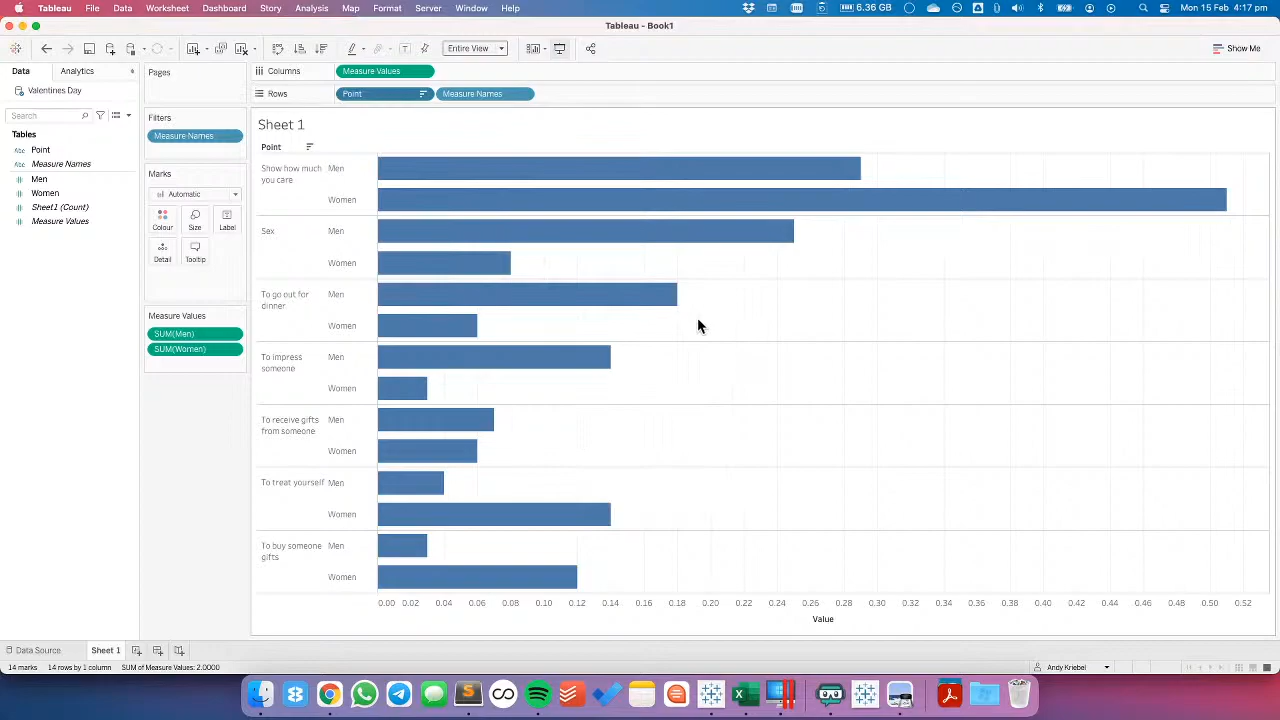 Tableau File Data Worksheet Dashboard Story Analysis Map Format Server Window Help 6.36 GB Mon 15 Feb 4:17 pm
Tableau - Book1
Entire View Show Me
Data Analytics Pages Columns Measure Values
Valentines Day Rows Point Measure Names
Search
Tables
Point
Measure Names
Men
Women
Sheet1 (Count)
Measure Values
Filters
Measure Names
Marks
Automatic
Colour Size Label
Detail Tooltip
Measure Values
SUM(Men)
SUM(Women)
Sheet 1
Point
Show how much you care Men
Women
Sex Men
Women
To go out for dinner Men
Women
To impress someone Men
Women
To receive gifts from someone Men
Women
To treat yourself Men
Women
To buy someone gifts Men
Women
0.00 0.02 0.04 0.06 0.08 0.10 0.12 0.14 0.16 0.18 0.20 0.22 0.24 0.26 0.28 0.30 0.32 0.34 0.36 0.38 0.40 0.42 0.44 0.46 0.48 0.50 0.52
Value
Data Source Sheet 1
14 marks 14 rows by 1 column SUM of Measure Values: 2.0000 Andy Kriebel